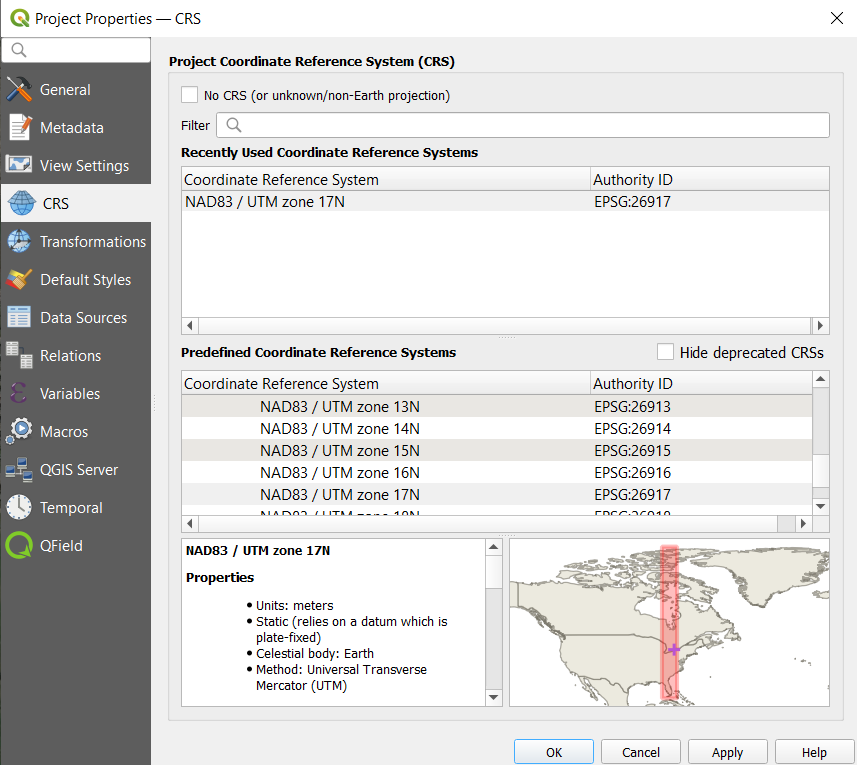 Project Properties — CRS
General
Metadata
View Settings
CRS
Transformations
Default Styles
Data Sources
Relations
Variables
Macros
QGIS Server
Temporal
QField
Project Coordinate Reference System (CRS)
No CRS (or unknown/non-Earth projection)
Filter
Recently Used Coordinate Reference Systems
Coordinate Reference System Authority ID
NAD83 / UTM zone 17N EPSG:26917
Predefined Coordinate Reference Systems Hide deprecated CRSs
Coordinate Reference System Authority ID
NAD83 / UTM zone 13N EPSG:26913
NAD83 / UTM zone 14N EPSG:26914
NAD83 / UTM zone 15N EPSG:26915
NAD83 / UTM zone 16N EPSG:26916
NAD83 / UTM zone 17N EPSG:26917
NAD83 / UTM zone 18N EPSG:26918
NAD83 / UTM zone 17N
Properties
• Units: meters
• Static (relies on a datum which is
plate-fixed)
• Celestial body: Earth
• Method: Universal Transverse
Mercator (UTM)
OK Cancel Apply Help